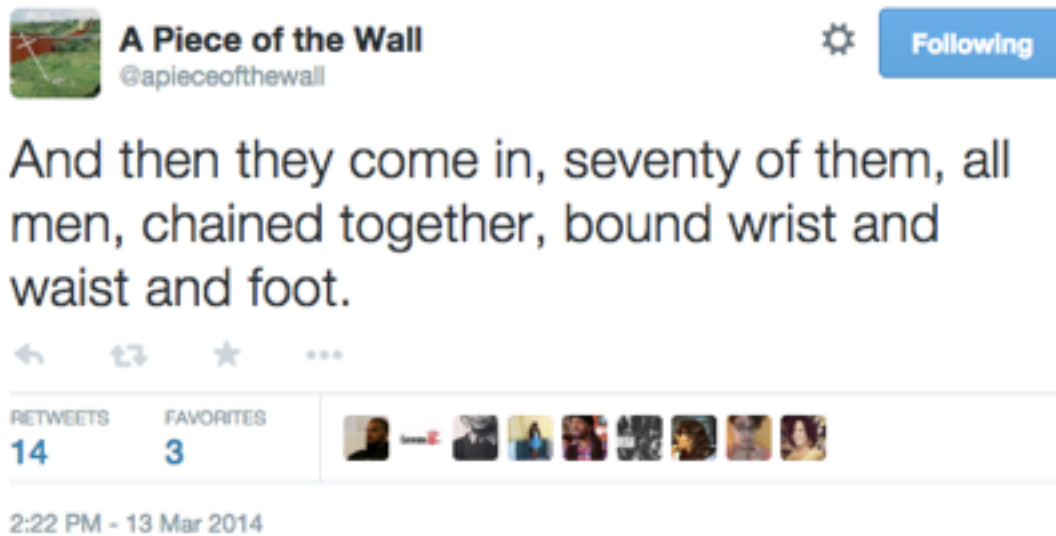 A Piece of the Wall
@apieceofthewall
Following
And then they come in, seventy of them, all
men, chained together, bound wrist and
waist and foot.
RETWEETS FAVORITES
14 3
2:22 PM - 13 Mar 2014